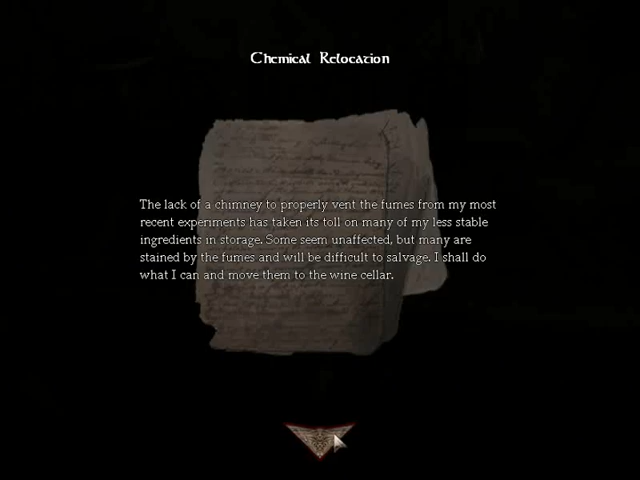 Chemical Relocation
The lack of a chimney to properly vent the fumes from my most
recent experiments has taken its toll on many of my less stable
ingredients in storage. Some seem unaffected, but many are
stained by the fumes and will be difficult to salvage. I shall do
what I can and move them to the wine cellar.